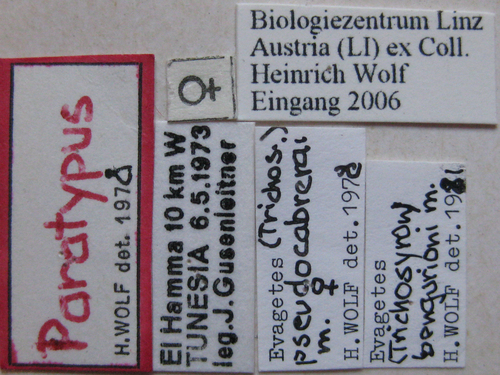 Biologiezentrum Linz
Austria (LI) ex Coll.
Heinrich Wolf
Eingang 2006
♀
Paratypus
H.WOLF det. 1978
El Hamma 10 km W
TUNESIA 6.5.1973
leg.J.Gusenleitner
Evagetes (Trichos.)
pseudocabrerai
m. ♀
H.WOLF det. 1978
Evagetes
(Trichosyron)
bengurioni m.
H.WOLF det. 1981